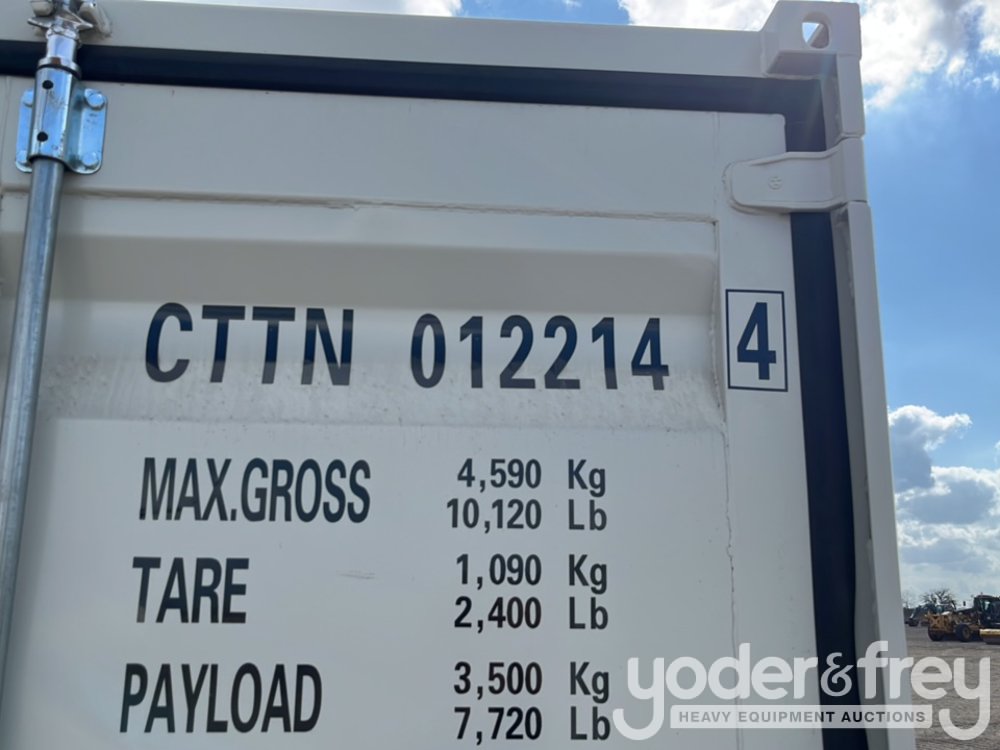 CTTN 012214 4
MAX.GROSS 4,590 Kg
10,120 Lb
TARE 1,090 Kg
2,400 Lb
PAYLOAD 3,500 Kg
7,720 Lb
yoder&frey
HEAVY EQUIPMENT AUCTIONS